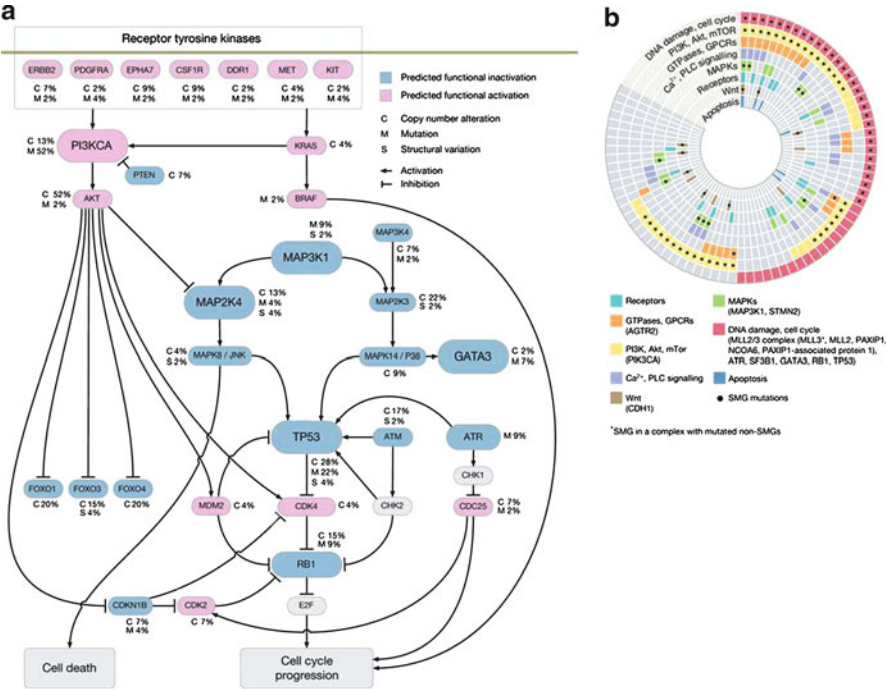 a
Receptor tyrosine kinases
ERBB2 PDGFRA EPHA7 CSF1R DDR1 MET KIT
C 7% C 2% C 9% C 9% C 2% C 4% C 2%
M 2% M 4% M 2% M 2% M 2% M 2% M 4%
Predicted functional inactivation
Predicted functional activation
C Copy number alteration
M Mutation
S Structural variation
Activation
Inhibition
C 13%
M 52%
PI3KCA
KRAS
C 4%
PTEN
C 7%
C 52%
M 2%
AKT
M 2%
BRAF
M 9%
S 2%
MAP3K1
MAP3K4
C 7%
M 2%
MAP2K4
C 13%
M 4%
S 4%
MAP2K3
C 22%
S 2%
C 4%
S 2%
MAPK8 / JNK
MAPK14 / P38
C 9%
GATA3
C 2%
M 7%
TP53
C 28%
M 22%
S 4%
C 17%
S 2%
ATM
ATR
M 9%
CHK1
FOXO1 FOXO3 FOXO4
C 20% C 15% C 20%
S 4%
MDM2
C 4%
CDK4
C 4%
CHK2
CDC25
C 7%
M 2%
C 15%
M 9%
RB1
CDKN1B
C 7%
M 4%
CDK2
C 7%
E2F
Cell death
Cell cycle
progression
b
DNA damage, cell cycle
PI3K, Akt, mTOR
GTPases, GPCRs
Ca²⁺, PLC signalling
MAPKs
Receptors
Wnt
Apoptosis
Receptors
GTPases, GPCRs
(AGTR2)
PI3K, Akt, mTor
(PIK3CA)
Ca²⁺, PLC signalling
Wnt
(CDH1)
MAPKs
(MAP3K1, STMN2)
DNA damage, cell cycle
(MLL2/3 complex (MLL3*, MLL2, PAXIP1,
NCOA6, PAXIP1-associated protein 1),
ATR, SF3B1, GATA3, RB1, TP53)
Apoptosis
SMG mutations
*SMG in a complex with mutated non-SMGs